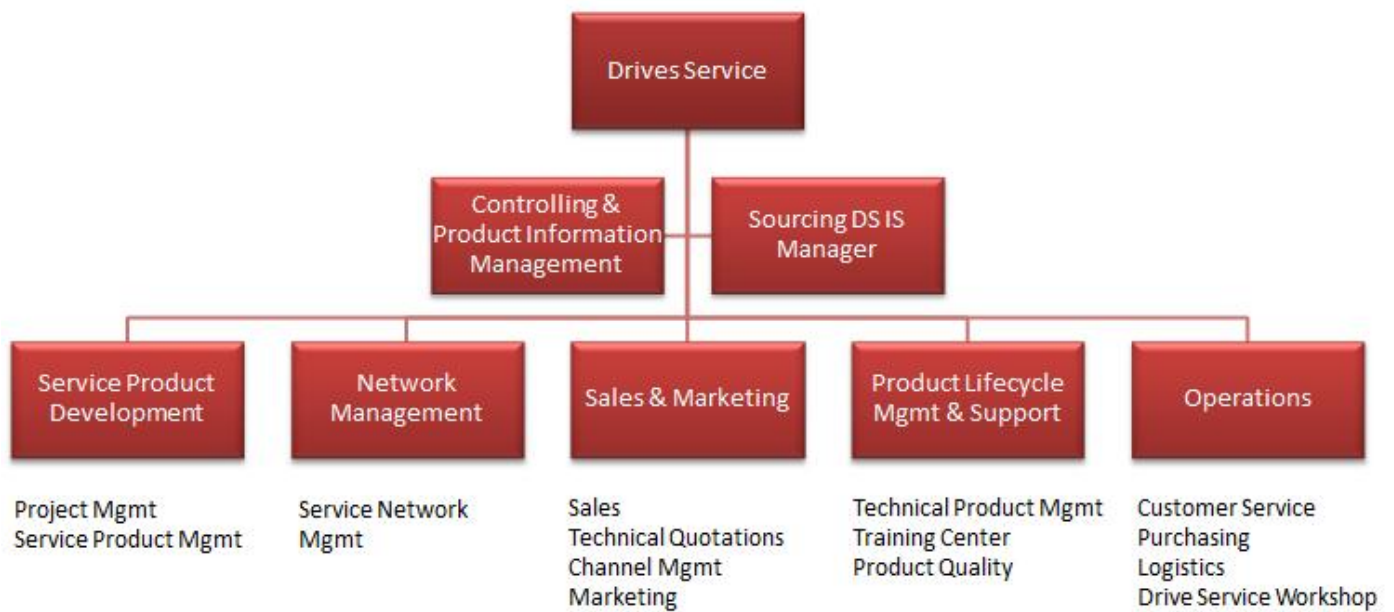 Drives Service
Controlling &
Product Information
Management
Sourcing DS IS
Manager
Service Product
Development
Network
Management
Sales & Marketing
Product Lifecycle
Mgmt & Support
Operations
Project Mgmt
Service Product Mgmt
Service Network
Mgmt
Sales
Technical Quotations
Channel Mgmt
Marketing
Technical Product Mgmt
Training Center
Product Quality
Customer Service
Purchasing
Logistics
Drive Service Workshop